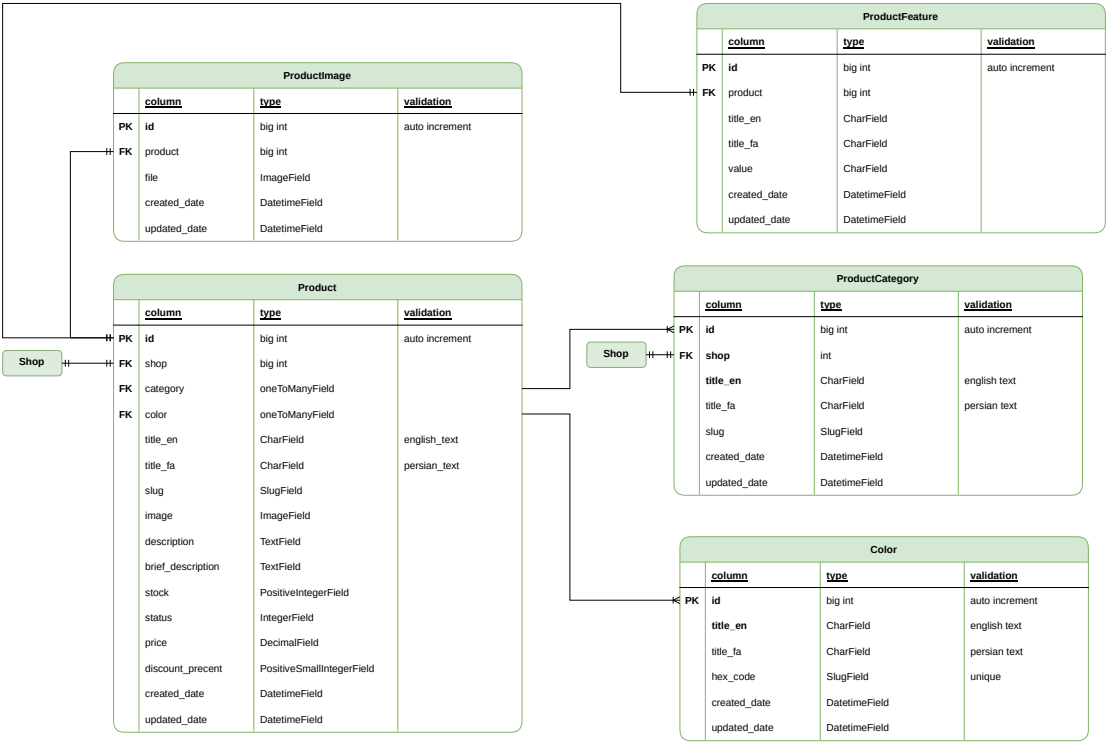 ProductFeature
column type validation
PK id big int auto increment
FK product big int
title_en CharField
title_fa CharField
value CharField
created_date DatetimeField
updated_date DatetimeField
ProductImage
column type validation
PK id big int auto increment
FK product big int
file ImageField
created_date DatetimeField
updated_date DatetimeField
Product
column type validation
PK id big int auto increment
Shop
FK shop big int
FK category oneToManyField
FK color oneToManyField
title_en CharField english_text
title_fa CharField persian_text
slug SlugField
image ImageField
description TextField
brief_description TextField
stock PositiveIntegerField
status IntegerField
price DecimalField
discount_precent PositiveSmallIntegerField
created_date DatetimeField
updated_date DatetimeField
ProductCategory
column type validation
PK id big int auto increment
Shop
FK shop int
title_en CharField english text
title_fa CharField persian text
slug SlugField
created_date DatetimeField
updated_date DatetimeField
Color
column type validation
PK id big int auto increment
title_en CharField english text
title_fa CharField persian text
hex_code SlugField unique
created_date DatetimeField
updated_date DatetimeField